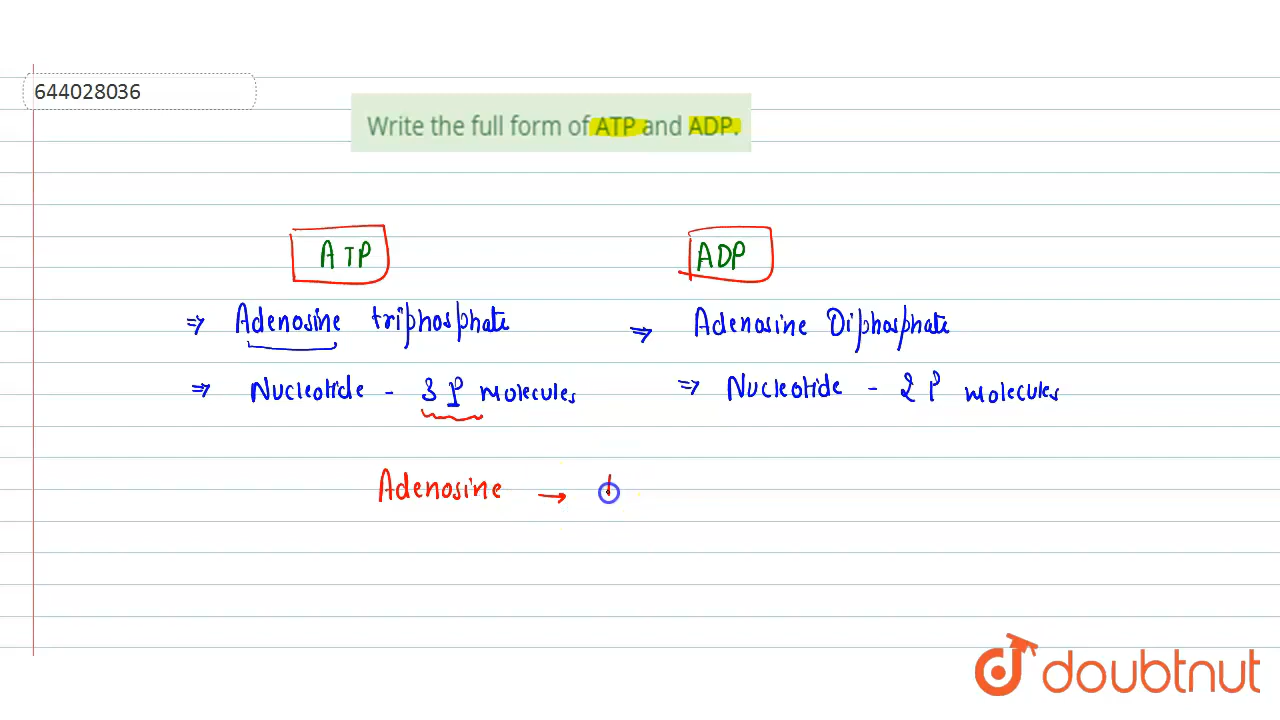 644028036
Write the full form of ATP and ADP.
ATP ADP
⇒ Adenosine triphosphate ⇒ Adenosine Diphosphate
⇒ Nucleotide - 3 P molecules ⇒ Nucleotide - 2 P molecules
Adenosine →
doubtnut